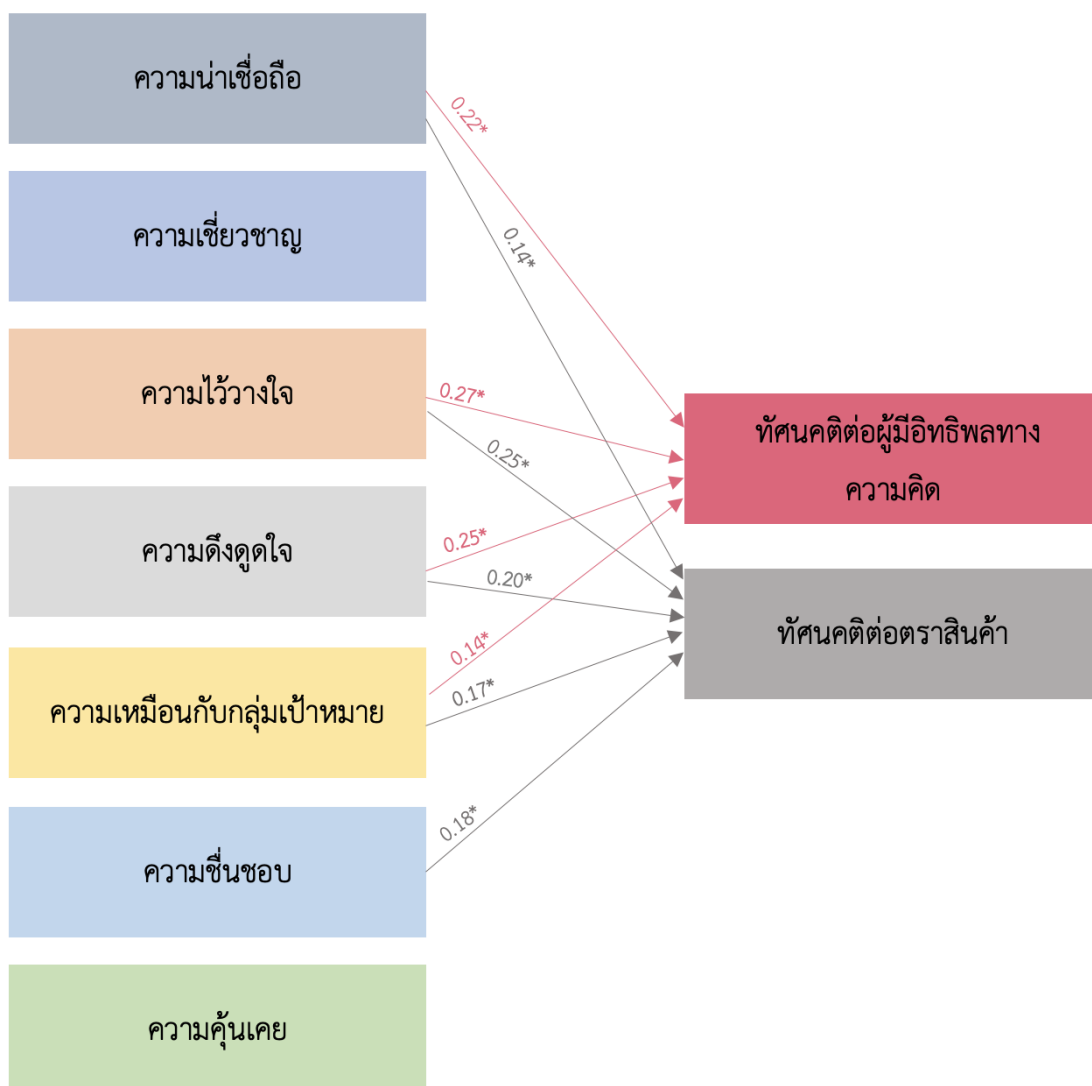 ความน่าเชื่อถือ
0.22*
0.14*
ความเชี่ยวชาญ
ความไว้วางใจ
0.27*
0.25*
ทัศนคติต่อผู้มีอิทธิพลทาง
ความคิด
ความดึงดูดใจ
0.25*
0.20*
ทัศนคติต่อตราสินค้า
ความเหมือนกับกลุ่มเป้าหมาย
0.14*
0.17*
ความชื่นชอบ
0.18*
ความคุ้นเคย